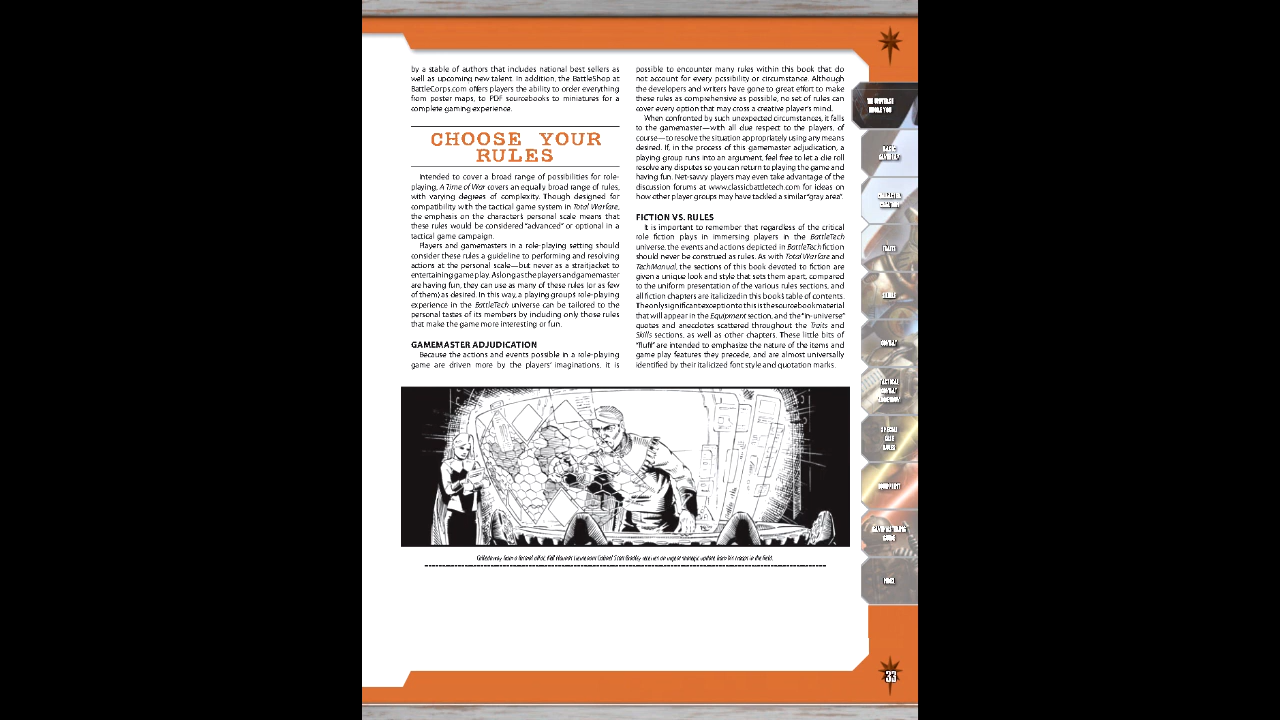 by a stable of authors that includes national best sellers as
well as upcoming new talent. In addition, the BattleShop at
BattleCorps.com offers players the ability to order everything
from poster maps, to PDF sourcebooks to miniatures for a
complete gaming experience.
CHOOSE YOUR
RULES
Intended to cover a broad range of possibilities for role-
playing, A Time of War covers an equally broad range of rules,
with varying degrees of complexity. Though designed for
compatibility with the tactical game system in Total Warfare,
the emphasis on the character's personal scale means that
these rules would be considered "advanced" or optional in a
tactical game campaign.
Players and gamemasters in a role-playing setting should
consider these rules a guideline to performing and resolving
actions at the personal scale—but never as a straitjacket to
entertaining game play. As long as the players and gamemaster
are having fun, they can use as many of these rules (or as few
of them) as desired. In this way, a playing group's role-playing
experience in the BattleTech universe can be tailored to the
personal tastes of its members by including only those rules
that make the game more interesting or fun.
GAMEMASTER ADJUDICATION
Because the actions and events possible in a role-playing
game are driven more by the players' imaginations, it is
possible to encounter many rules within this book that do
not account for every possibility or circumstance. Although
the developers and writers have gone to great effort to make
these rules as comprehensive as possible, no set of rules can
cover every option that may cross a creative player's mind.
When confronted by such unexpected circumstances, it falls
to the gamemaster—with all due respect to the players, of
course—to resolve the situation appropriately using any means
desired. If, in the process of this gamemaster adjudication, a
playing group runs into an argument, feel free to let a die roll
resolve any disputes so you can return to playing the game and
having fun. Net-savvy players may even take advantage of the
discussion forums at www.classicbattletech.com for ideas on
how other player groups may have tackled a similar "gray area".
FICTION VS. RULES
It is important to remember that regardless of the critical
role fiction plays in immersing players in the BattleTech
universe, the events and actions depicted in BattleTech fiction
should never be construed as rules. As with Total Warfare and
TechManual, the sections of this book devoted to fiction are
given a unique look and style that sets them apart, compared
to the uniform presentation of the various rules sections, and
all fiction chapters are italicized in this book's table of contents.
The only significant exception to this is the sourcebook material
that will appear in the Equipment section, and the "in-universe"
quotes and anecdotes scattered throughout the Traits and
Skills sections, as well as other chapters. These little bits of
"fluff" are intended to emphasize the nature of the items and
game play features they precede, and are almost universally
identified by their italicized font style and quotation marks.
TRAITS
SKILLS
COMBAT
TACTICAL
COMBAT
SPECIAL
CASE
RULES
EQUIPMENT
GUIDE
INDEX
33